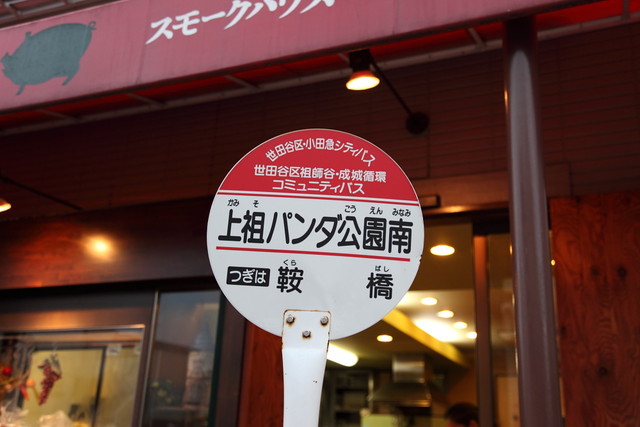 スモークハウス
世田谷区・小田急シティバス
世田谷区祖師谷・成城循環
コミュニティバス
かみ そ こう えん みなみ
上祖パンダ公園南
くら ばし
つぎは 鞍 橋